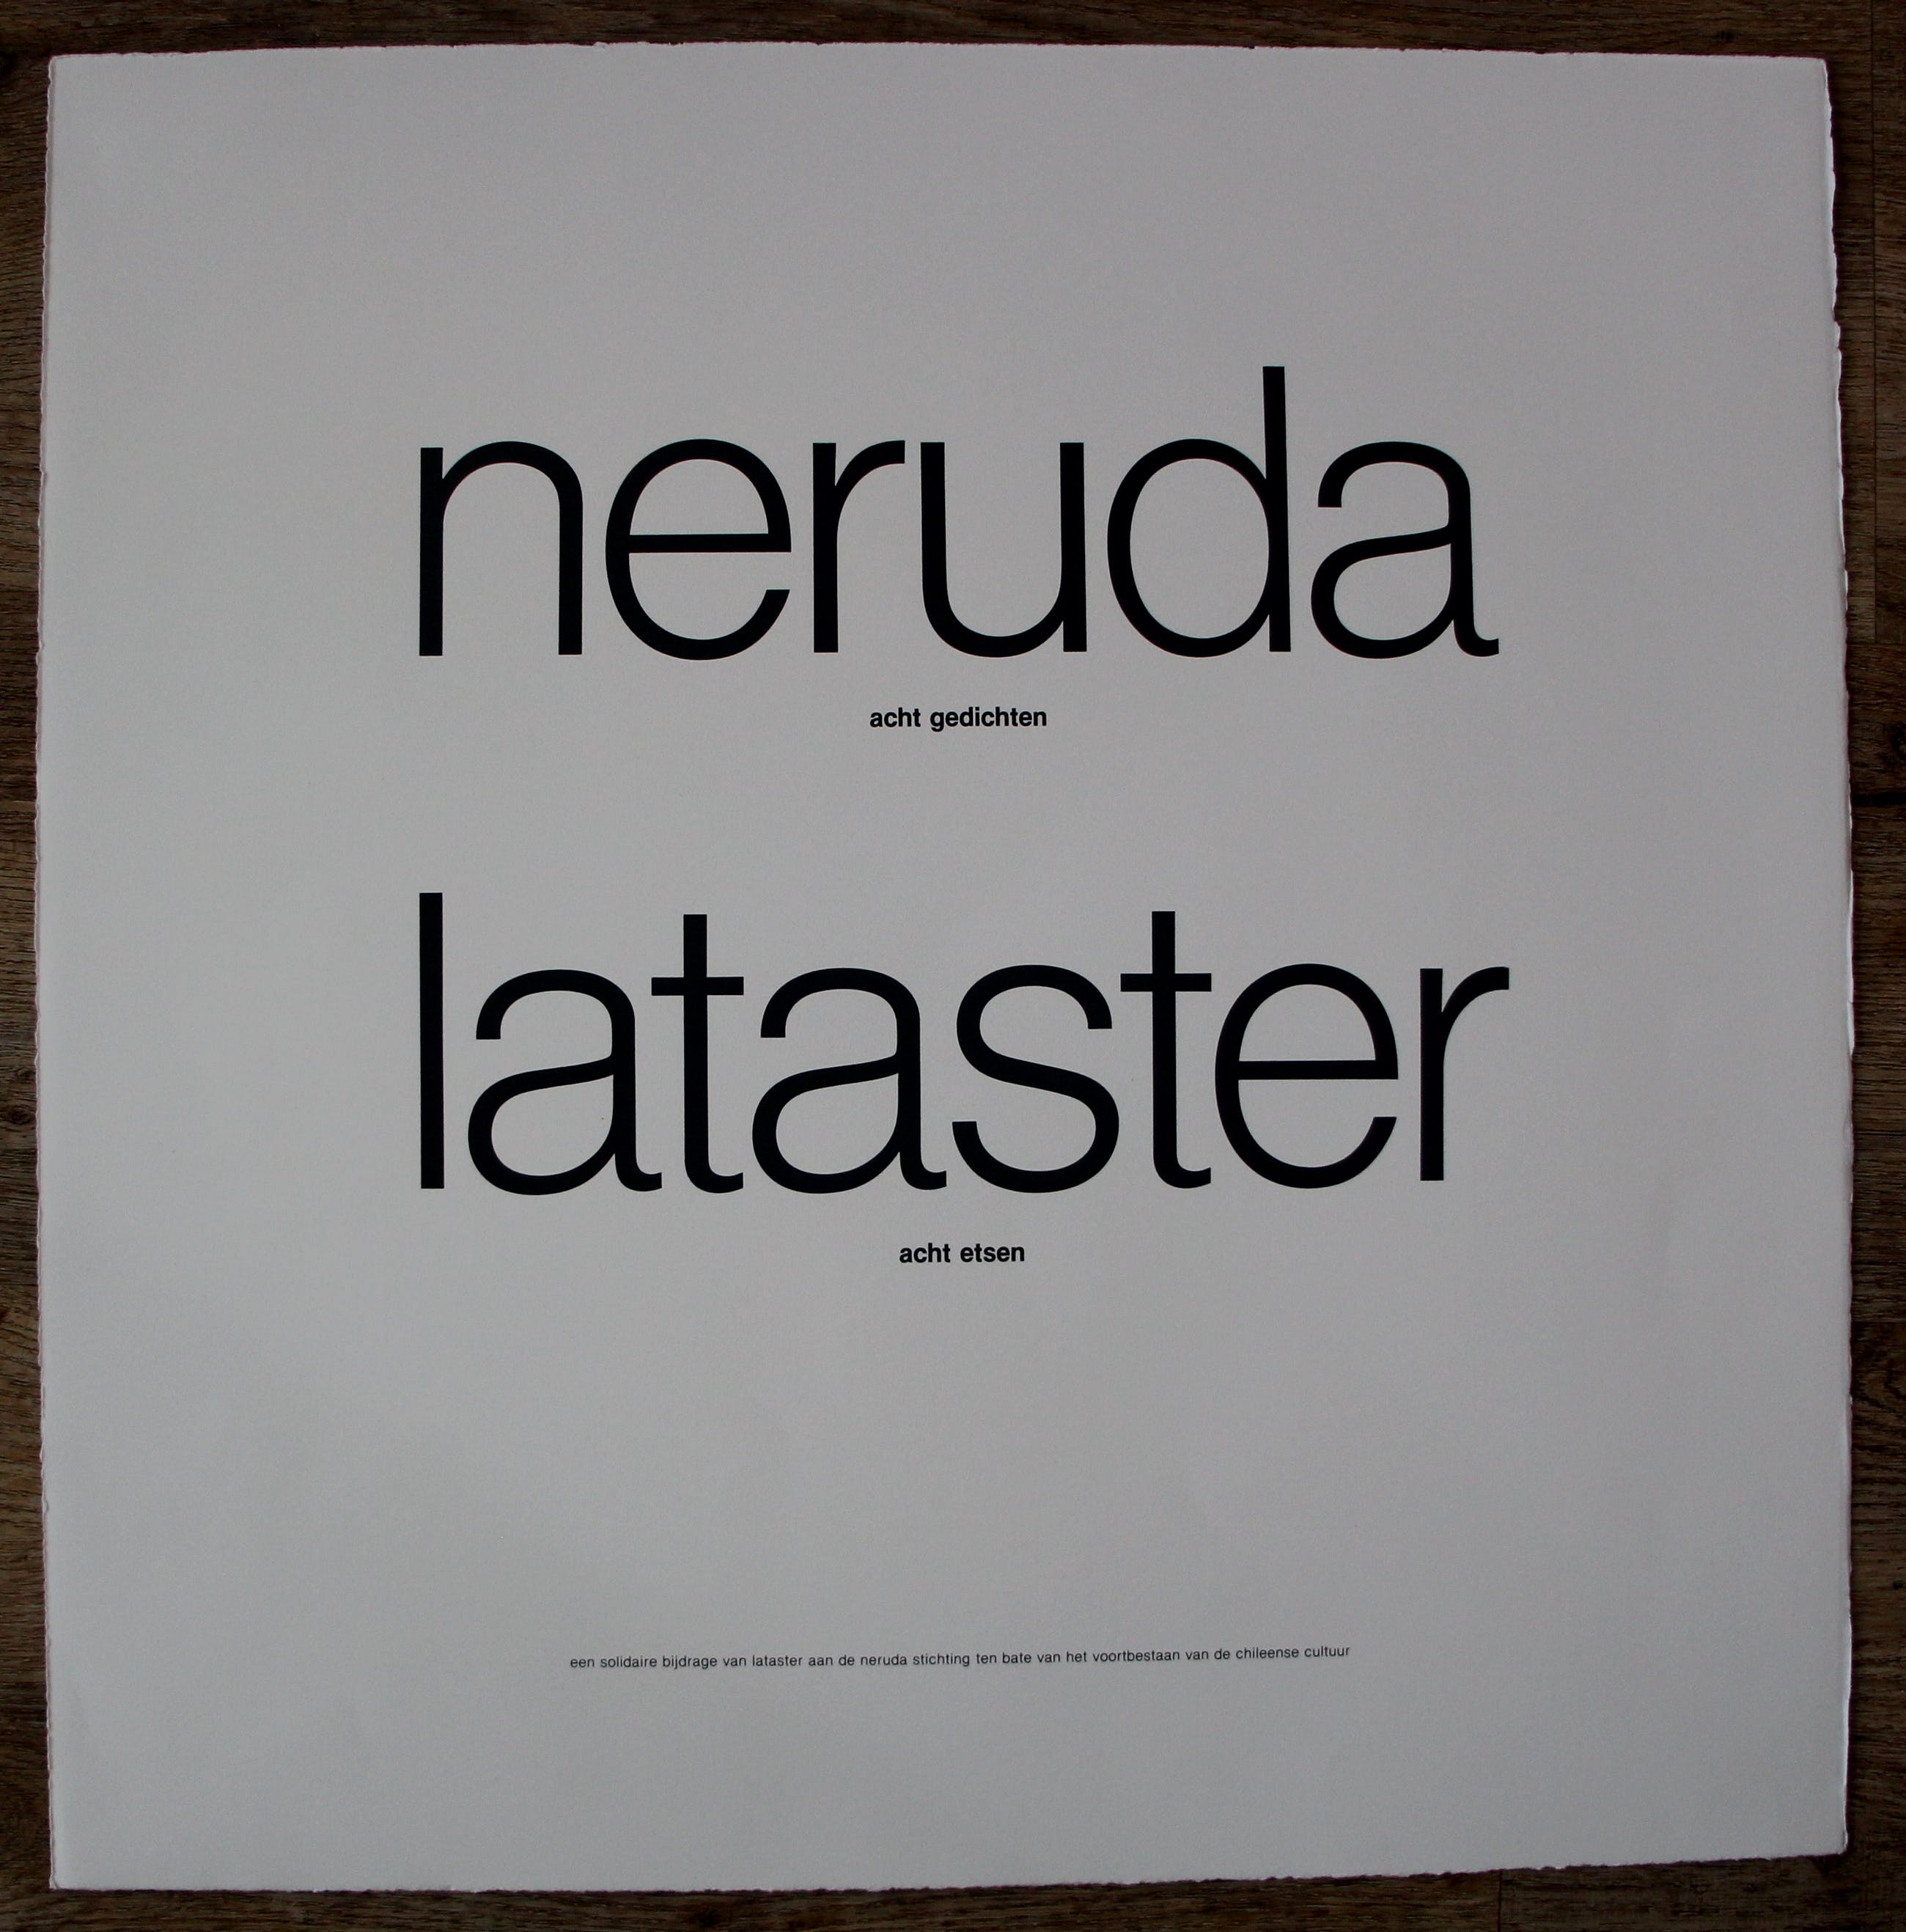 neruda
acht gedichten
lataster
acht etsen
een solidaire bijdrage van lataster aan de neruda stichting ten bate van het voortbestaan van de chileense cultuur